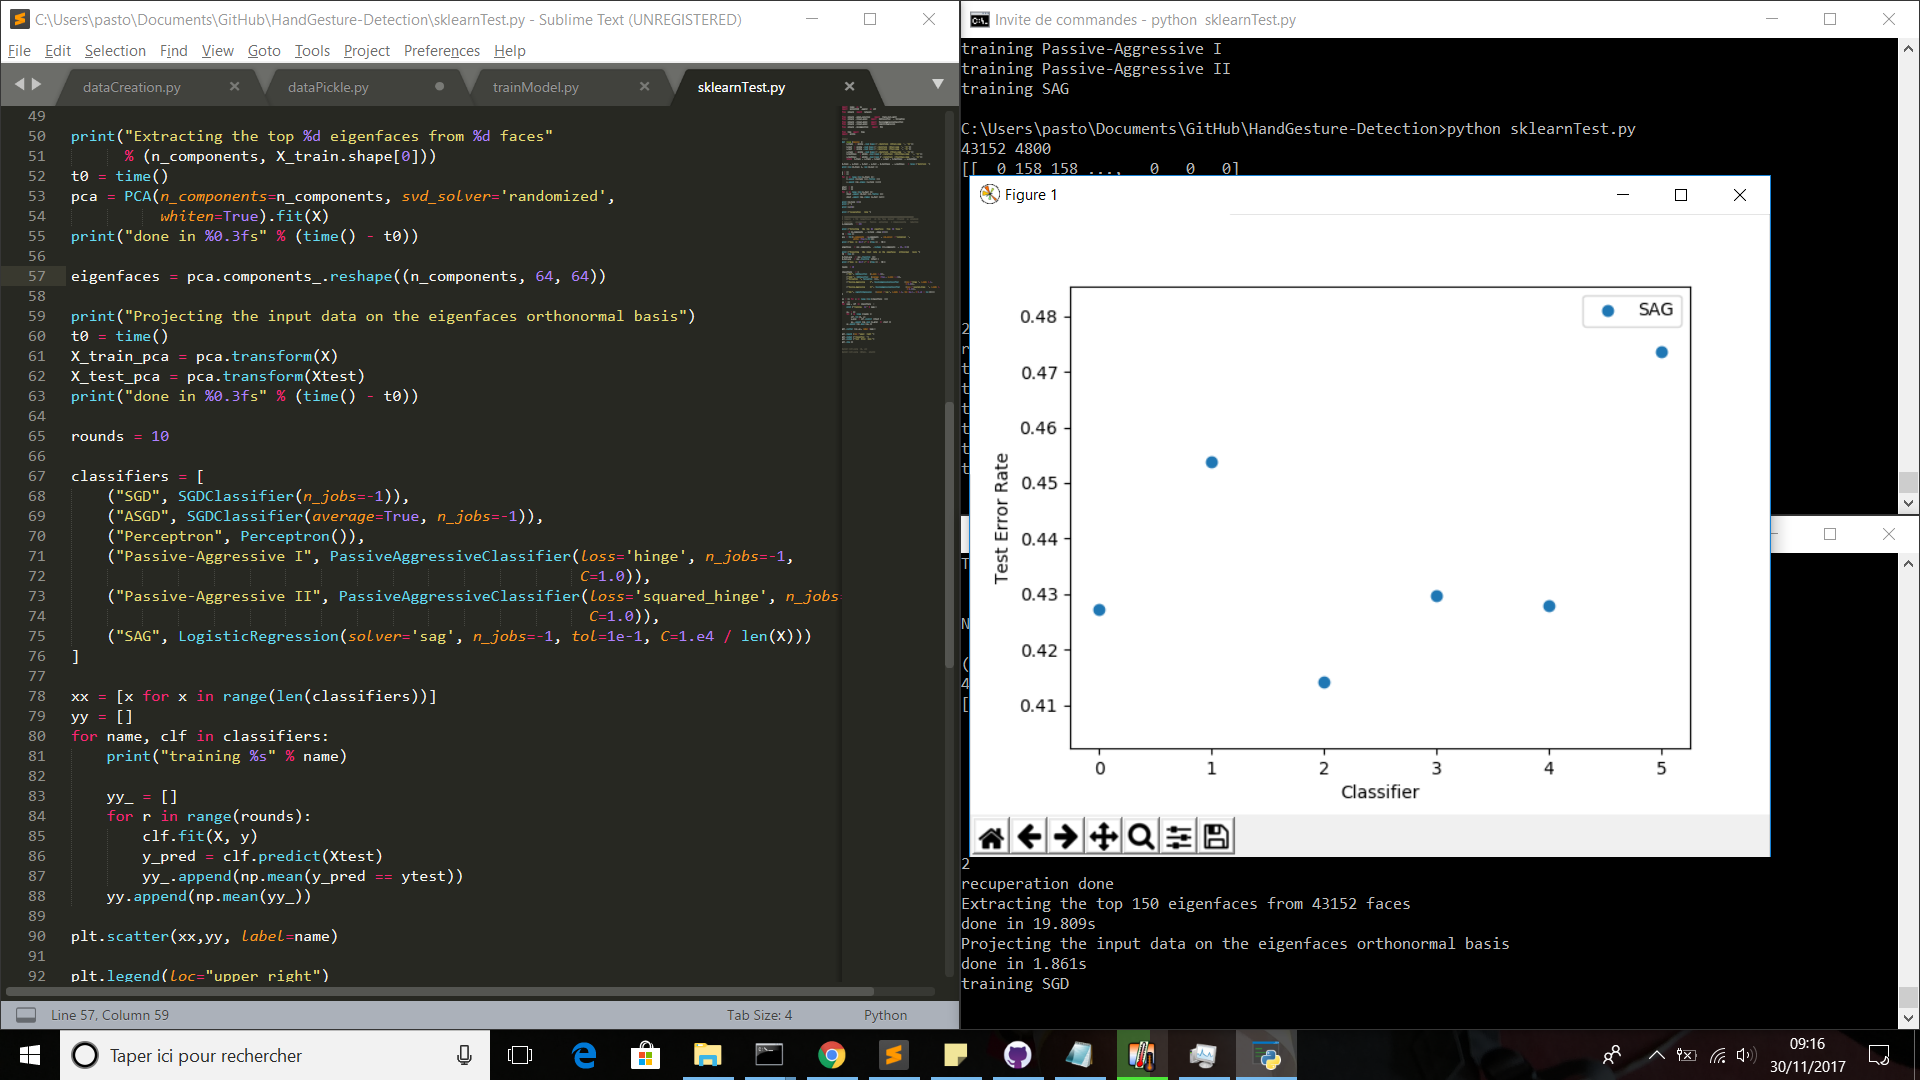 C:\Users\pasto\Documents\GitHub\HandGesture-Detection\sklearnTest.py - Sublime Text (UNREGISTERED)
File Edit Selection Find View Goto Tools Project Preferences Help
dataCreation.py dataPickle.py trainModel.py sklearnTest.py
49
50 print("Extracting the top %d eigenfaces from %d faces"
51 % (n_components, X_train.shape[0]))
52 t0 = time()
53 pca = PCA(n_components=n_components, svd_solver='randomized',
54 whiten=True).fit(X)
55 print("done in %0.3fs" % (time() - t0))
56
57 eigenfaces = pca.components_.reshape((n_components, 64, 64))
58
59 print("Projecting the input data on the eigenfaces orthonormal basis")
60 t0 = time()
61 X_train_pca = pca.transform(X)
62 X_test_pca = pca.transform(Xtest)
63 print("done in %0.3fs" % (time() - t0))
64
65 rounds = 10
66
67 classifiers = [
68 ("SGD", SGDClassifier(n_jobs=-1)),
69 ("ASGD", SGDClassifier(average=True, n_jobs=-1)),
70 ("Perceptron", Perceptron()),
71 ("Passive-Aggressive I", PassiveAggressiveClassifier(loss='hinge', n_jobs=-1,
72 C=1.0)),
73 ("Passive-Aggressive II", PassiveAggressiveClassifier(loss='squared_hinge', n_jobs
74 C=1.0)),
75 ("SAG", LogisticRegression(solver='sag', n_jobs=-1, tol=1e-1, C=1.e4 / len(X)))
76 ]
77
78 xx = [x for x in range(len(classifiers))]
79 yy = []
80 for name, clf in classifiers:
81 print("training %s" % name)
82
83 yy_ = []
84 for r in range(rounds):
85 clf.fit(X, y)
86 y_pred = clf.predict(Xtest)
87 yy_.append(np.mean(y_pred == ytest))
88 yy.append(np.mean(yy_))
89
90 plt.scatter(xx,yy, label=name)
91
92 plt.legend(loc="upper right")
Line 57, Column 59 Tab Size: 4 Python
Invite de commandes - python sklearnTest.py
training Passive-Aggressive I
training Passive-Aggressive II
training SAG
C:\Users\pasto\Documents\GitHub\HandGesture-Detection>python sklearnTest.py
43152 4800
[[ 0 158 158 ..., 0 0 0]
Figure 1
SAG
0.48
0.47
0.46
0.45
0.44
0.43
0.42
0.41
Test Error Rate
0 1 2 3 4 5
Classifier
2
recuperation done
Extracting the top 150 eigenfaces from 43152 faces
done in 19.809s
Projecting the input data on the eigenfaces orthonormal basis
done in 1.861s
training SGD
Taper ici pour rechercher
09:16
30/11/2017